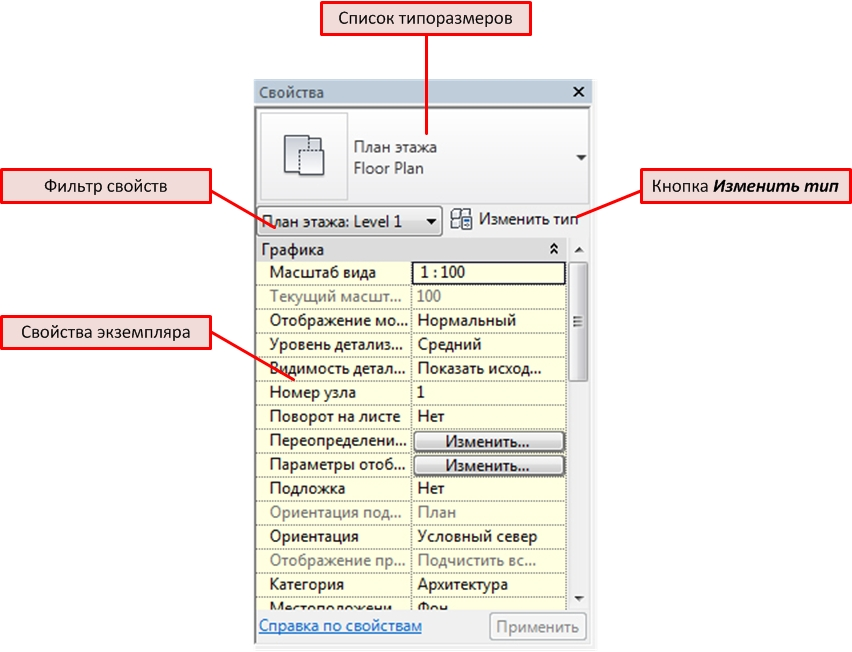 Список типоразмеров
Свойства
План этажа
Floor Plan
Фильтр свойств
Кнопка Изменить тип
План этажа: Level 1
Изменить тип
Графика
Масштаб вида 1 : 100
Текущий масшт... 100
Отображение мо... Нормальный
Свойства экземпляра
Уровень детализ... Средний
Видимость детал... Показать исход...
Номер узла 1
Поворот на листе Нет
Переопределени... Изменить...
Параметры отоб... Изменить...
Подложка Нет
Ориентация под... План
Ориентация Условный север
Отображение пр... Подчистить вс...
Категория Архитектура
Местоположени... Фон
Справка по свойствам
Применить